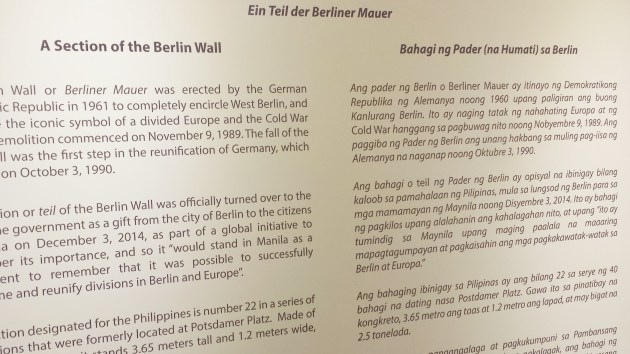 Ein Teil der Berliner Mauer
A Section of the Berlin Wall
Wall or Berliner Mauer was erected by the German
Republic in 1961 to completely encircle West Berlin, and
the iconic symbol of a divided Europe and the Cold War
demolition commenced on November 9, 1989. The fall of the
was the first step in the reunification of Germany, which
on October 3, 1990.
or teil of the Berlin Wall was officially turned over to the
government as a gift from the city of Berlin to the citizens
on December 3, 2014, as part of a global initiative to
its importance, and so it “would stand in Manila as a
to remember that it was possible to successfully
and reunify divisions in Berlin and Europe”.
designated for the Philippines is number 22 in a series of
that were formerly located at Potsdamer Platz. Made of
stands 3.65 meters tall and 1.2 meters wide,
Bahagi ng Pader (na Humati) sa Berlin
Ang pader ng Berlin o Berliner Mauer ay itinayo ng Demokratikong
Republika ng Alemanya noong 1960 upang paligiran ang buong
Kanlurang Berlin. Ito ay naging tatak ng nahahating Europa at ng
Cold War hanggang sa pagbuwag nito noong Nobyembre 9, 1989. Ang
paggiba ng Pader ng Berlin ang unang hakbang sa muling pag-iisa ng
Alemanya na naganap noong Oktubre 3, 1990.
Ang bahagi o teil ng Pader ng Berlin ay opisyal na ibinigay bilang
kaloob sa pamahalaan ng Pilipinas, mula sa lungsod ng Berlin para sa
mga mamamayan ng Maynila noong Disyembre 3, 2014. Ito ay bahagi
ng pagkilos upang alalahanin ang kahalagahan nito, at upang “ito ay
tumindig sa Maynila upang maging paalala na maaaring
mapagtagumpayan at pagkaisahin ang mga pagkakawatak-watak sa
Berlin at Europa.”
Ang bahaging ibinigay sa Pilipinas ay ang bilang 22 sa serye ng 40
bahagi na dating nasa Postdamer Platz. Gawa ito sa pinatibay na
kongkreto, 3.65 metro ang taas at 1.2 metro ang lapad, at may bigat na
2.5 tonelada.
at pagkukumpuni sa Pambansang
ang bahagi ng